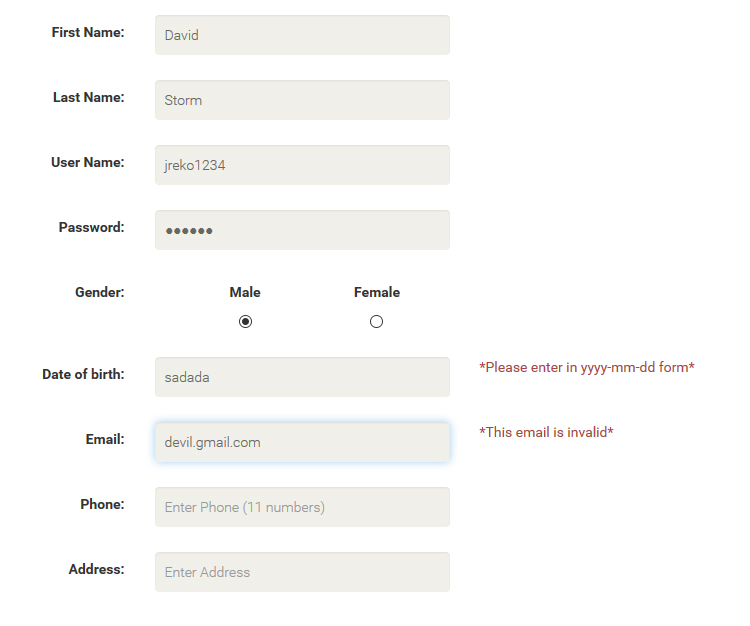 First Name: David
Last Name: Storm
User Name: jreko1234
Password: ●●●●●●
Gender: Male Female
Date of birth: sadada *Please enter in yyyy-mm-dd form*
Email: devil.gmail.com *This email is invalid*
Phone: Enter Phone (11 numbers)
Address: Enter Address